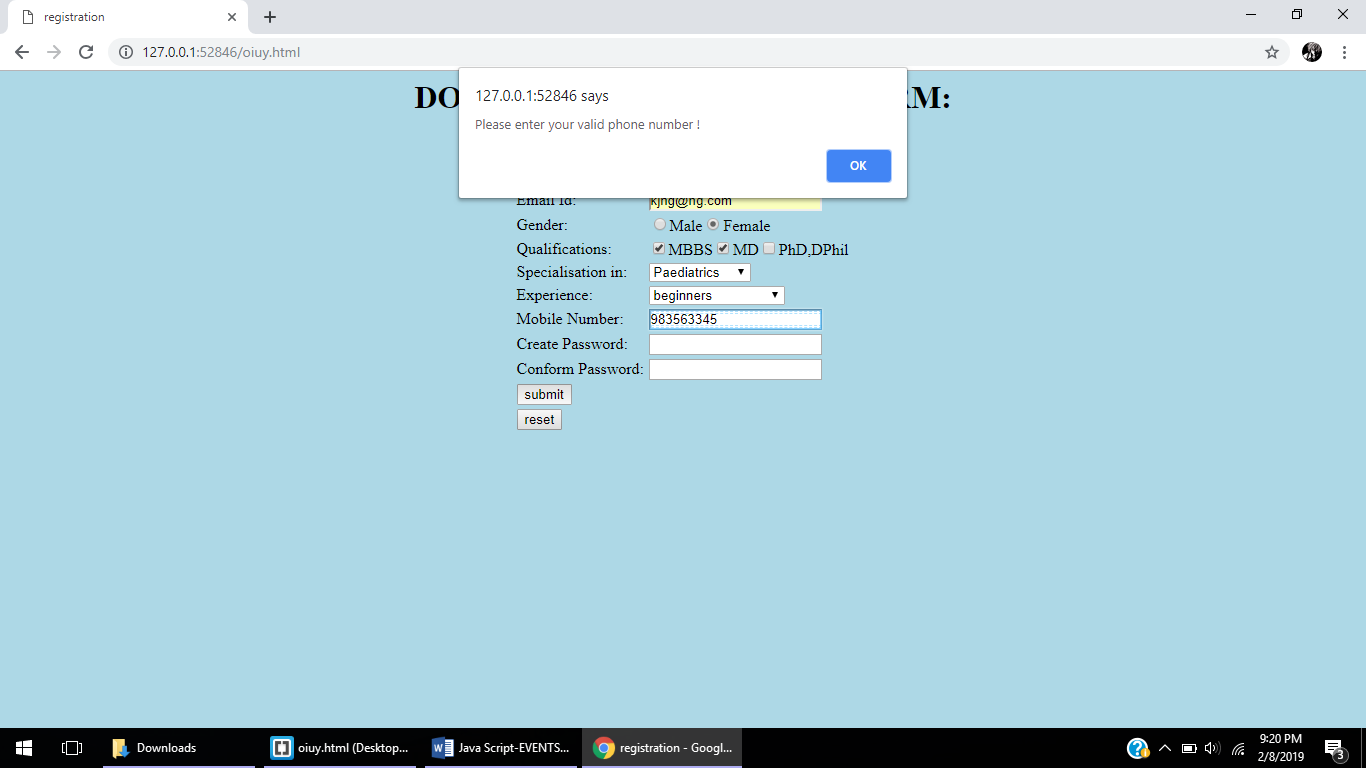 registration
127.0.0.1:52846/oiuy.html
127.0.0.1:52846 says
Please enter your valid phone number !
OK
DO RM:
Email Id: kjhg@hg.com
Gender: Male Female
Qualifications: MBBS MD PhD,DPhil
Specialisation in: Paediatrics
Experience: beginners
Mobile Number: 983563345
Create Password:
Conform Password:
submit
reset
Downloads
oiuy.html (Desktop...
Java Script-EVENTS...
registration - Googl...
9:20 PM
2/8/2019
3